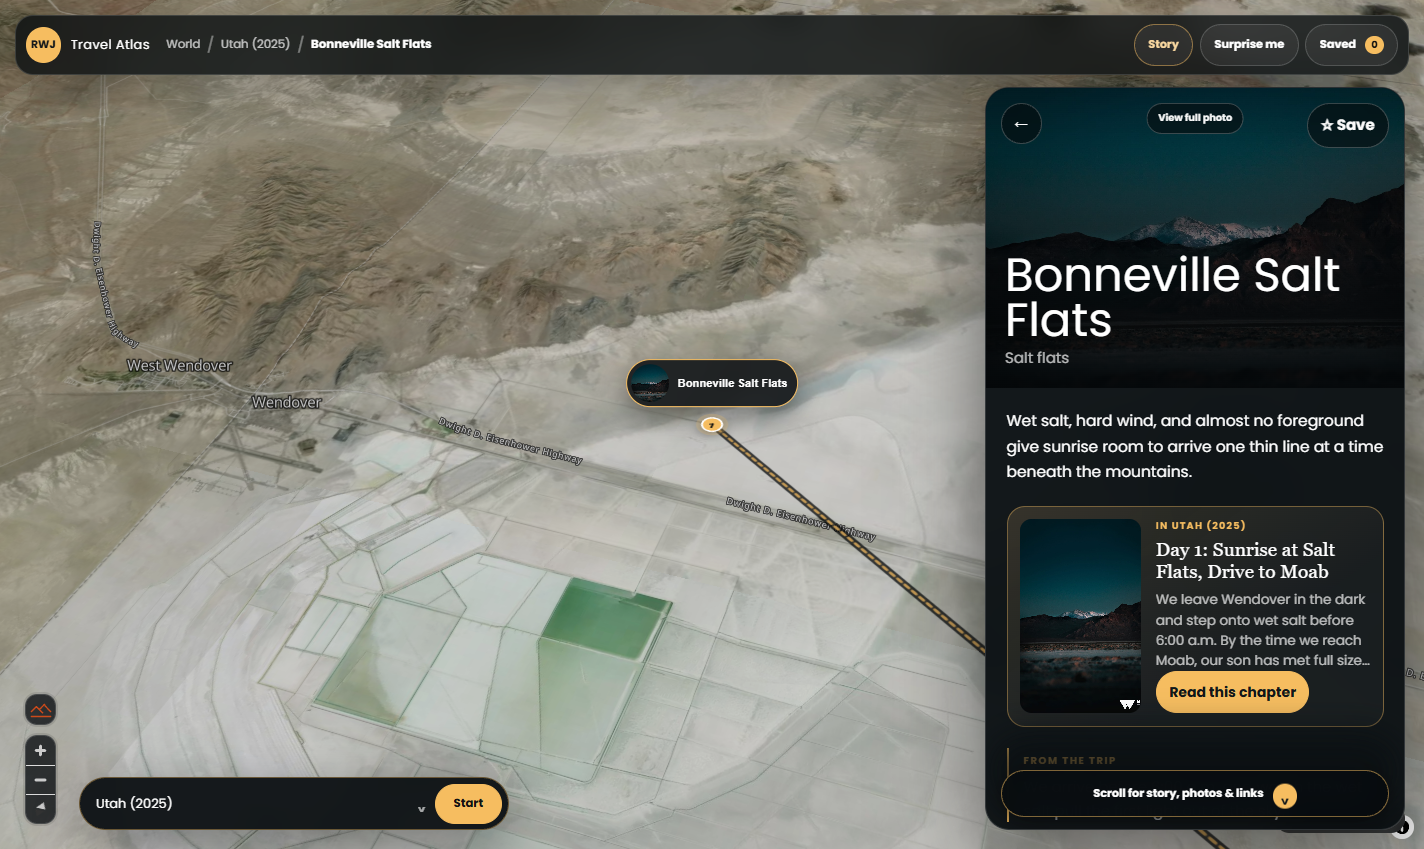 RWJ
Travel Atlas
World / Utah (2025) / Bonneville Salt Flats
Story
Surprise me
Saved 0
←
View full photo
☆ Save
Bonneville Salt
Flats
Salt flats
Wet salt, hard wind, and almost no foreground
give sunrise room to arrive one thin line at a time
beneath the mountains.
IN UTAH (2025)
Day 1: Sunrise at Salt
Flats, Drive to Moab
We leave Wendover in the dark
and step onto wet salt before
6:00 a.m. By the time we reach
Moab, our son has met full size...
Read this chapter
FROM THE TRIP
Scroll for story, photos & links v
Dwight D. Eisenhower Highway
West Wendover
Wendover
Bonneville Salt Flats
Dwight D. Eisenhower Highway
Dwight D. Eisenhower Highway
+
−
Utah (2025) v
Start